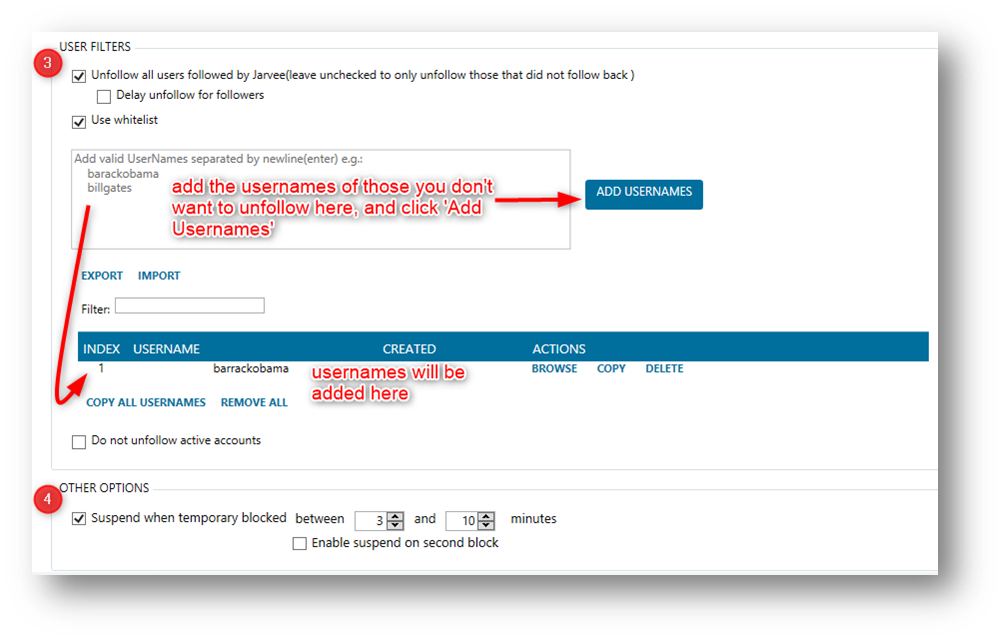 USER FILTERS
3
Unfollow all users followed by Jarvee(leave unchecked to only unfollow those that did not follow back )
Delay unfollow for followers
Use whitelist
Add valid UserNames separated by newline(enter) e.g.:
barackobama
billgates
add the usernames of those you don't
want to unfollow here, and click 'Add
Usernames'
ADD USERNAMES
EXPORT IMPORT
Filter:
INDEX USERNAME CREATED ACTIONS
1 barrackobama BROWSE COPY DELETE
usernames will be
added here
COPY ALL USERNAMES REMOVE ALL
Do not unfollow active accounts
OTHER OPTIONS
4
Suspend when temporary blocked between 3 and 10 minutes
Enable suspend on second block